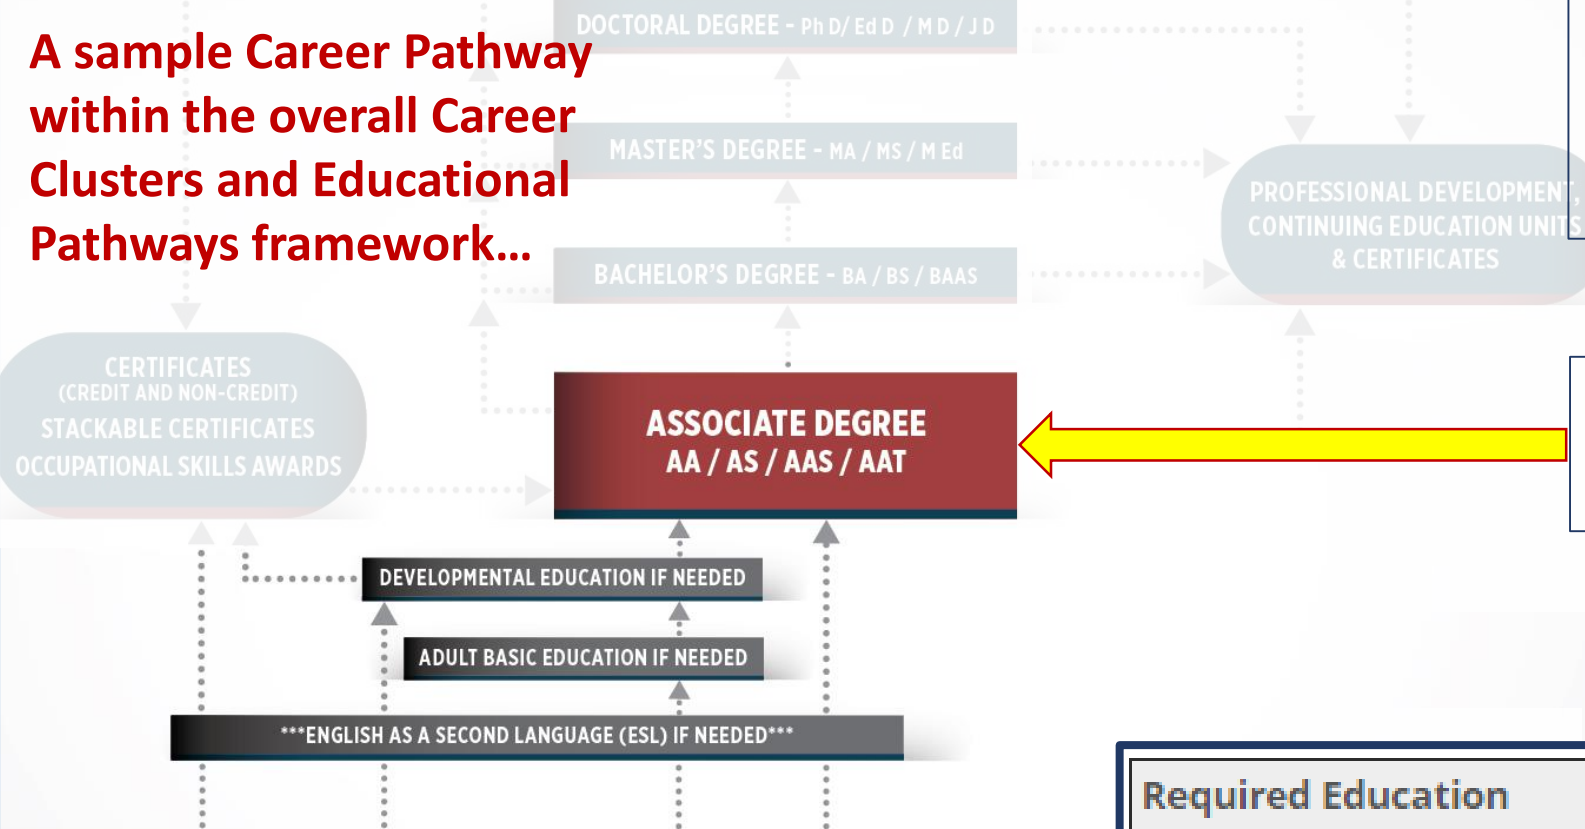 A sample Career Pathway
within the overall Career
Clusters and Educational
Pathways framework...
DOCTORAL DEGREE - Ph D/ Ed D / M D / J D
MASTER'S DEGREE - MA / MS / M Ed
BACHELOR'S DEGREE - BA / BS / BAAS
PROFESSIONAL DEVELOPMENT,
CONTINUING EDUCATION UNITS
& CERTIFICATES
CERTIFICATES
(CREDIT AND NON-CREDIT)
STACKABLE CERTIFICATES
OCCUPATIONAL SKILLS AWARDS
ASSOCIATE DEGREE
AA / AS / AAS / AAT
DEVELOPMENTAL EDUCATION IF NEEDED
ADULT BASIC EDUCATION IF NEEDED
***ENGLISH AS A SECOND LANGUAGE (ESL) IF NEEDED***
Required Education